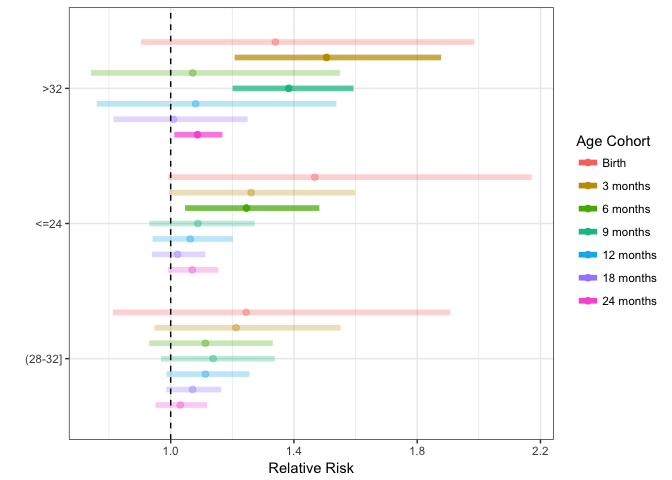 >32
<=24
(28-32]
1.0 1.4 1.8 2.2
Relative Risk
Age Cohort
Birth
3 months
6 months
9 months
12 months
18 months
24 months